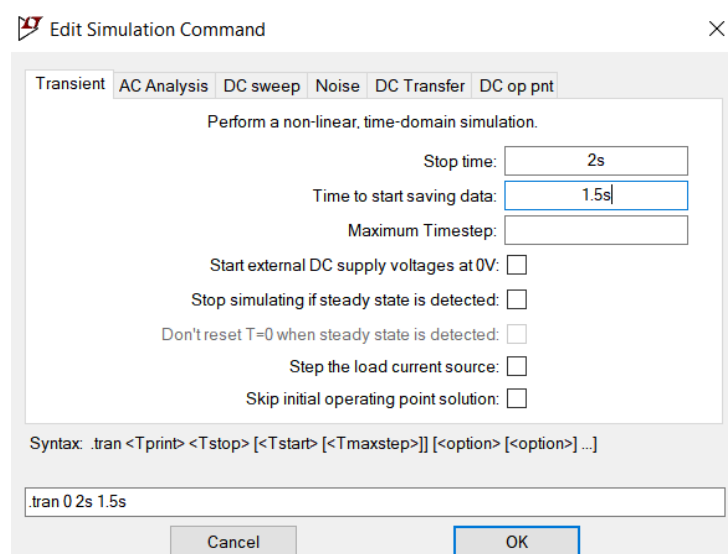 Edit Simulation Command
Transient AC Analysis DC sweep Noise DC Transfer DC op pnt
Perform a non-linear, time-domain simulation.
Stop time: 2s
Time to start saving data: 1.5s
Maximum Timestep:
Start external DC supply voltages at 0V:
Stop simulating if steady state is detected:
Don't reset T=0 when steady state is detected:
Step the load current source:
Skip initial operating point solution:
Syntax: .tran <Tprint> <Tstop> [<Tstart> [<Tmaxstep>]] [<option> [<option>] ...]
.tran 0 2s 1.5s
Cancel OK